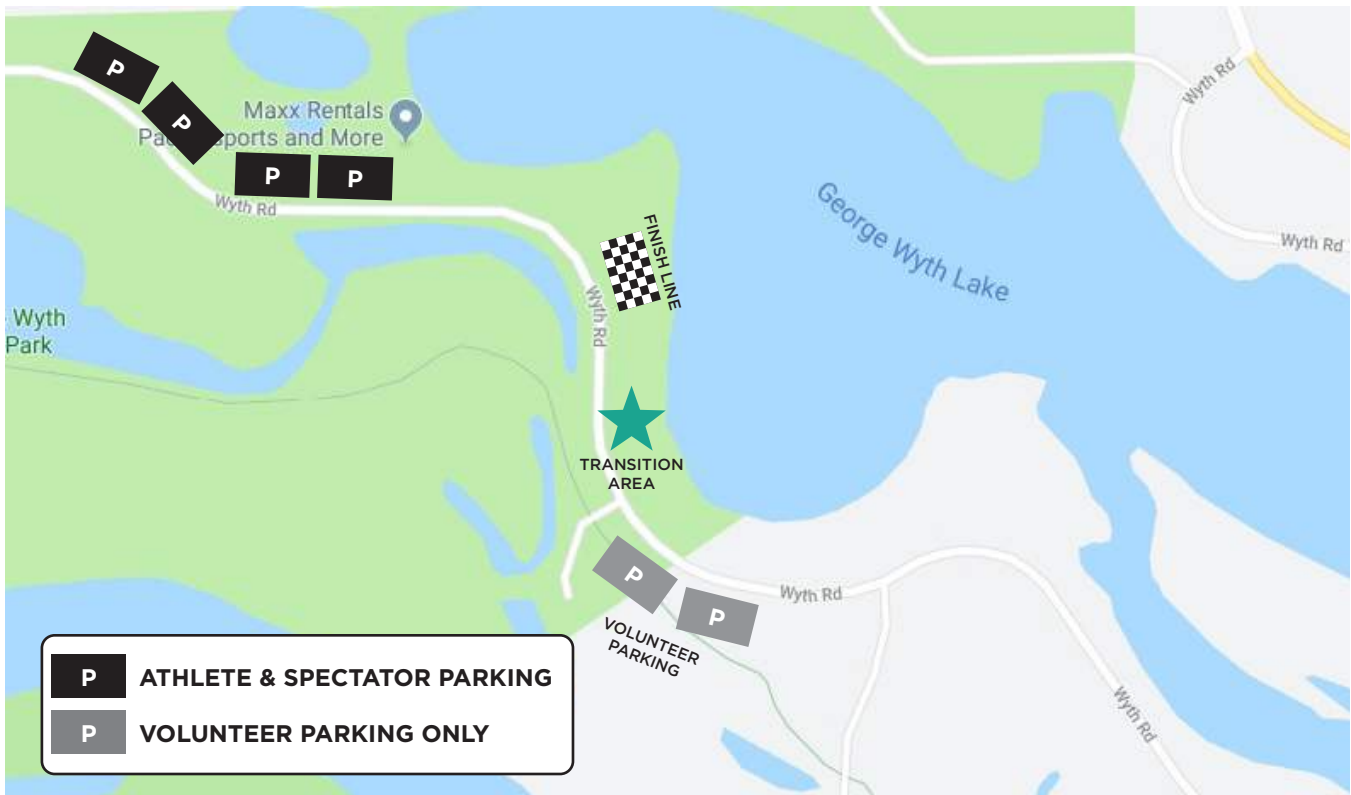 P
P
Maxx Rentals
sports and More
P
P
Wyth Rd
Wyth Rd
Wyth Rd
George Wyth Lake
FINISH LINE
Wyth Rd
Wyth
Park
TRANSITION
AREA
P
P
Wyth Rd
VOLUNTEER
PARKING
Wyth Rd
P ATHLETE & SPECTATOR PARKING
P VOLUNTEER PARKING ONLY